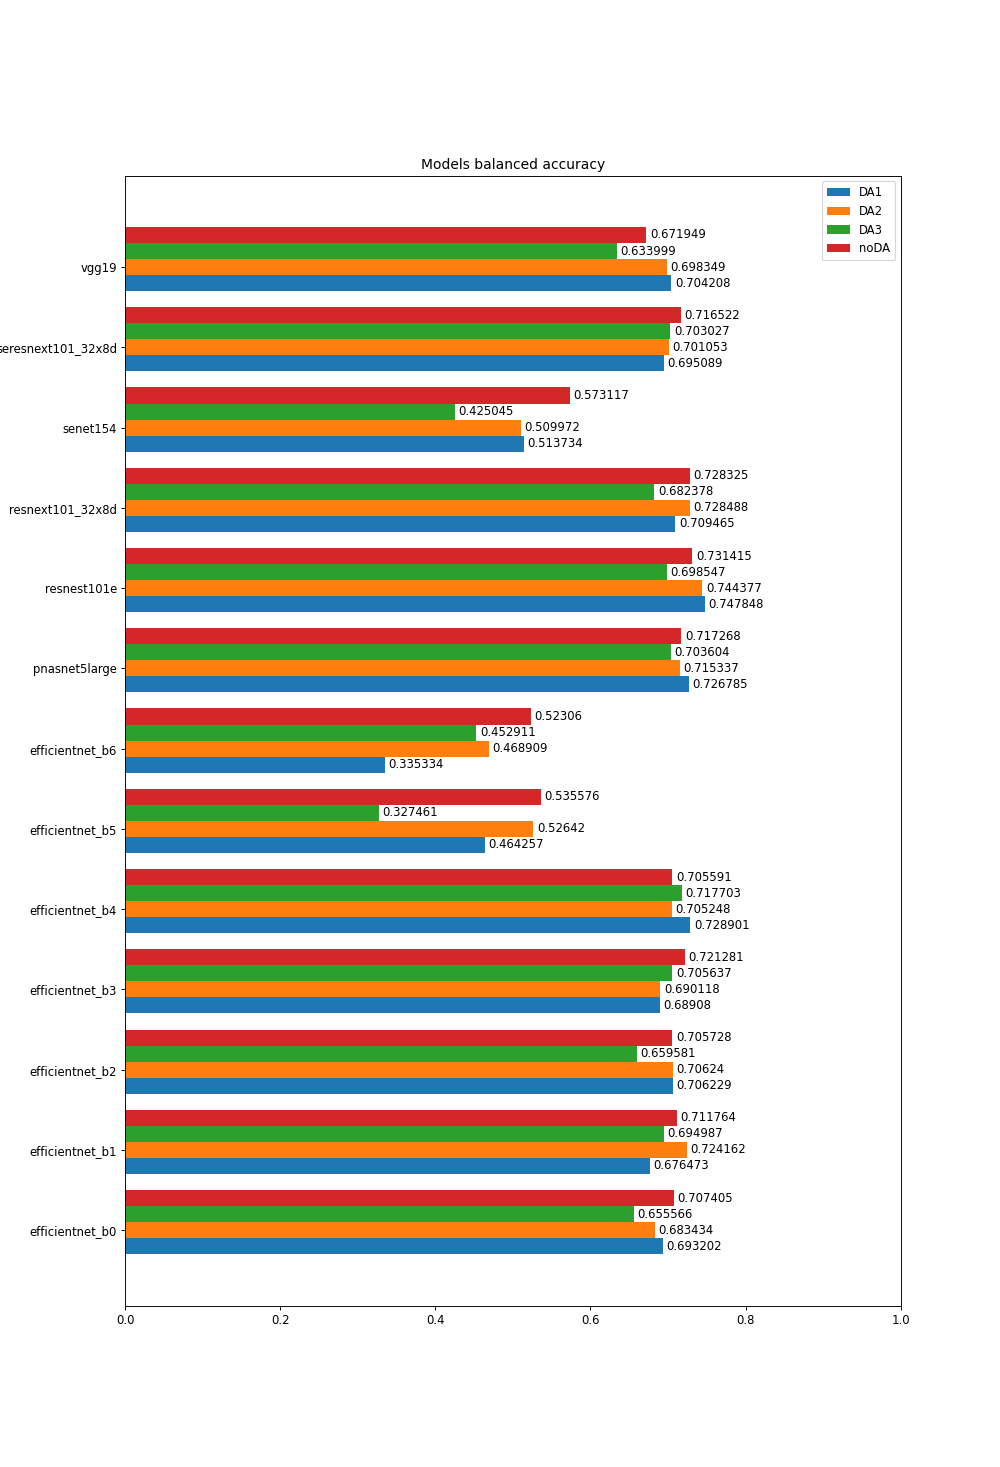 Models balanced accuracy
DA1
DA2
DA3
noDA
vgg19
0.671949
0.633999
0.698349
0.704208
seresnext101_32x8d
0.716522
0.703027
0.701053
0.695089
senet154
0.573117
0.425045
0.509972
0.513734
resnext101_32x8d
0.728325
0.682378
0.728488
0.709465
resnest101e
0.731415
0.698547
0.744377
0.747848
pnasnet5large
0.717268
0.703604
0.715337
0.726785
efficientnet_b6
0.52306
0.452911
0.468909
0.335334
efficientnet_b5
0.535576
0.327461
0.52642
0.464257
efficientnet_b4
0.705591
0.717703
0.705248
0.728901
efficientnet_b3
0.721281
0.705637
0.690118
0.68908
efficientnet_b2
0.705728
0.659581
0.70624
0.706229
efficientnet_b1
0.711764
0.694987
0.724162
0.676473
efficientnet_b0
0.707405
0.655566
0.683434
0.693202
0.0 0.2 0.4 0.6 0.8 1.0